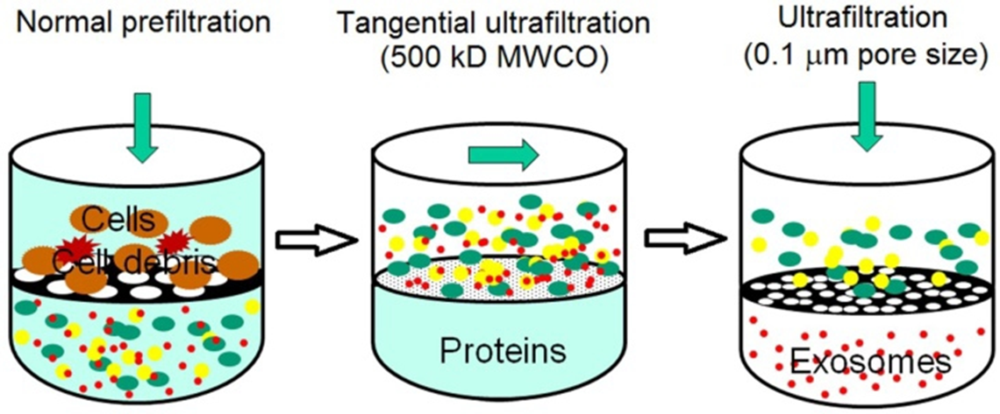 Normal prefiltration
Tangential ultrafiltration
(500 kD MWCO)
Ultrafiltration
(0.1 μm pore size)
Cells
Cell debris
Proteins
Exosomes